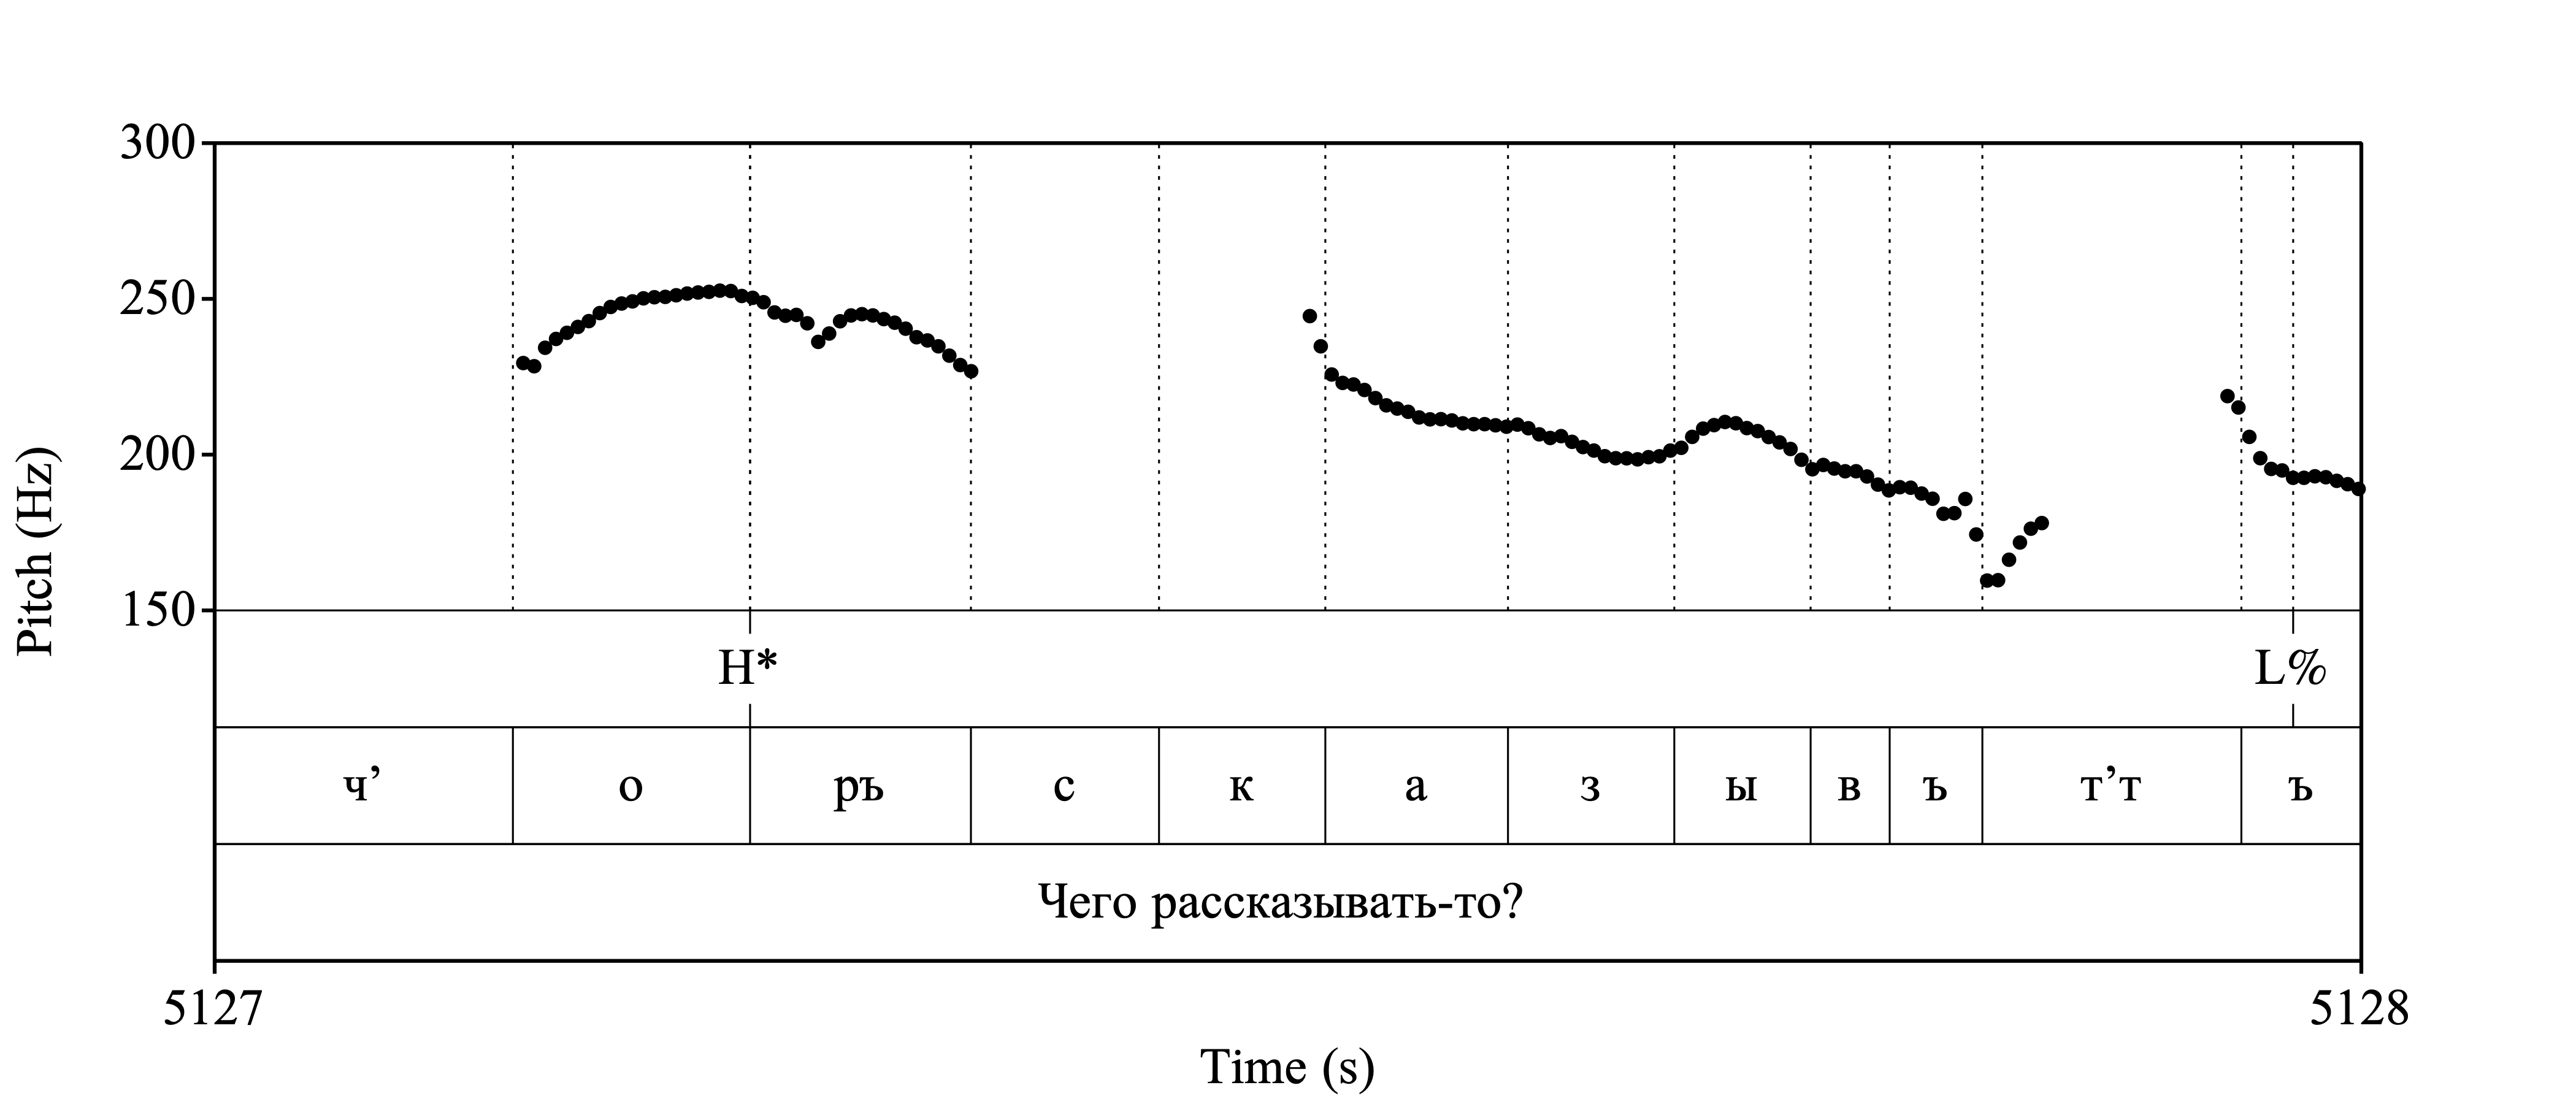 300
250
200
150
Pitch (Hz)
H* L%
ч’ о ръ с к а з ы в ъ т’т ъ
Чего рассказывать-то?
5127 5128
Time (s)